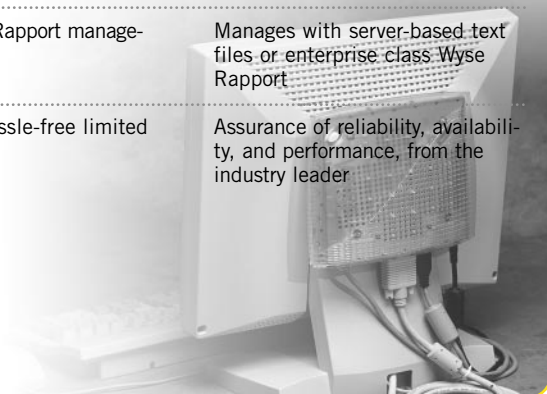 Rapport manage-
ssle-free limited
Manages with server-based text
files or enterprise class Wyse
Rapport
Assurance of reliability, availabili-
ty, and performance, from the
industry leader